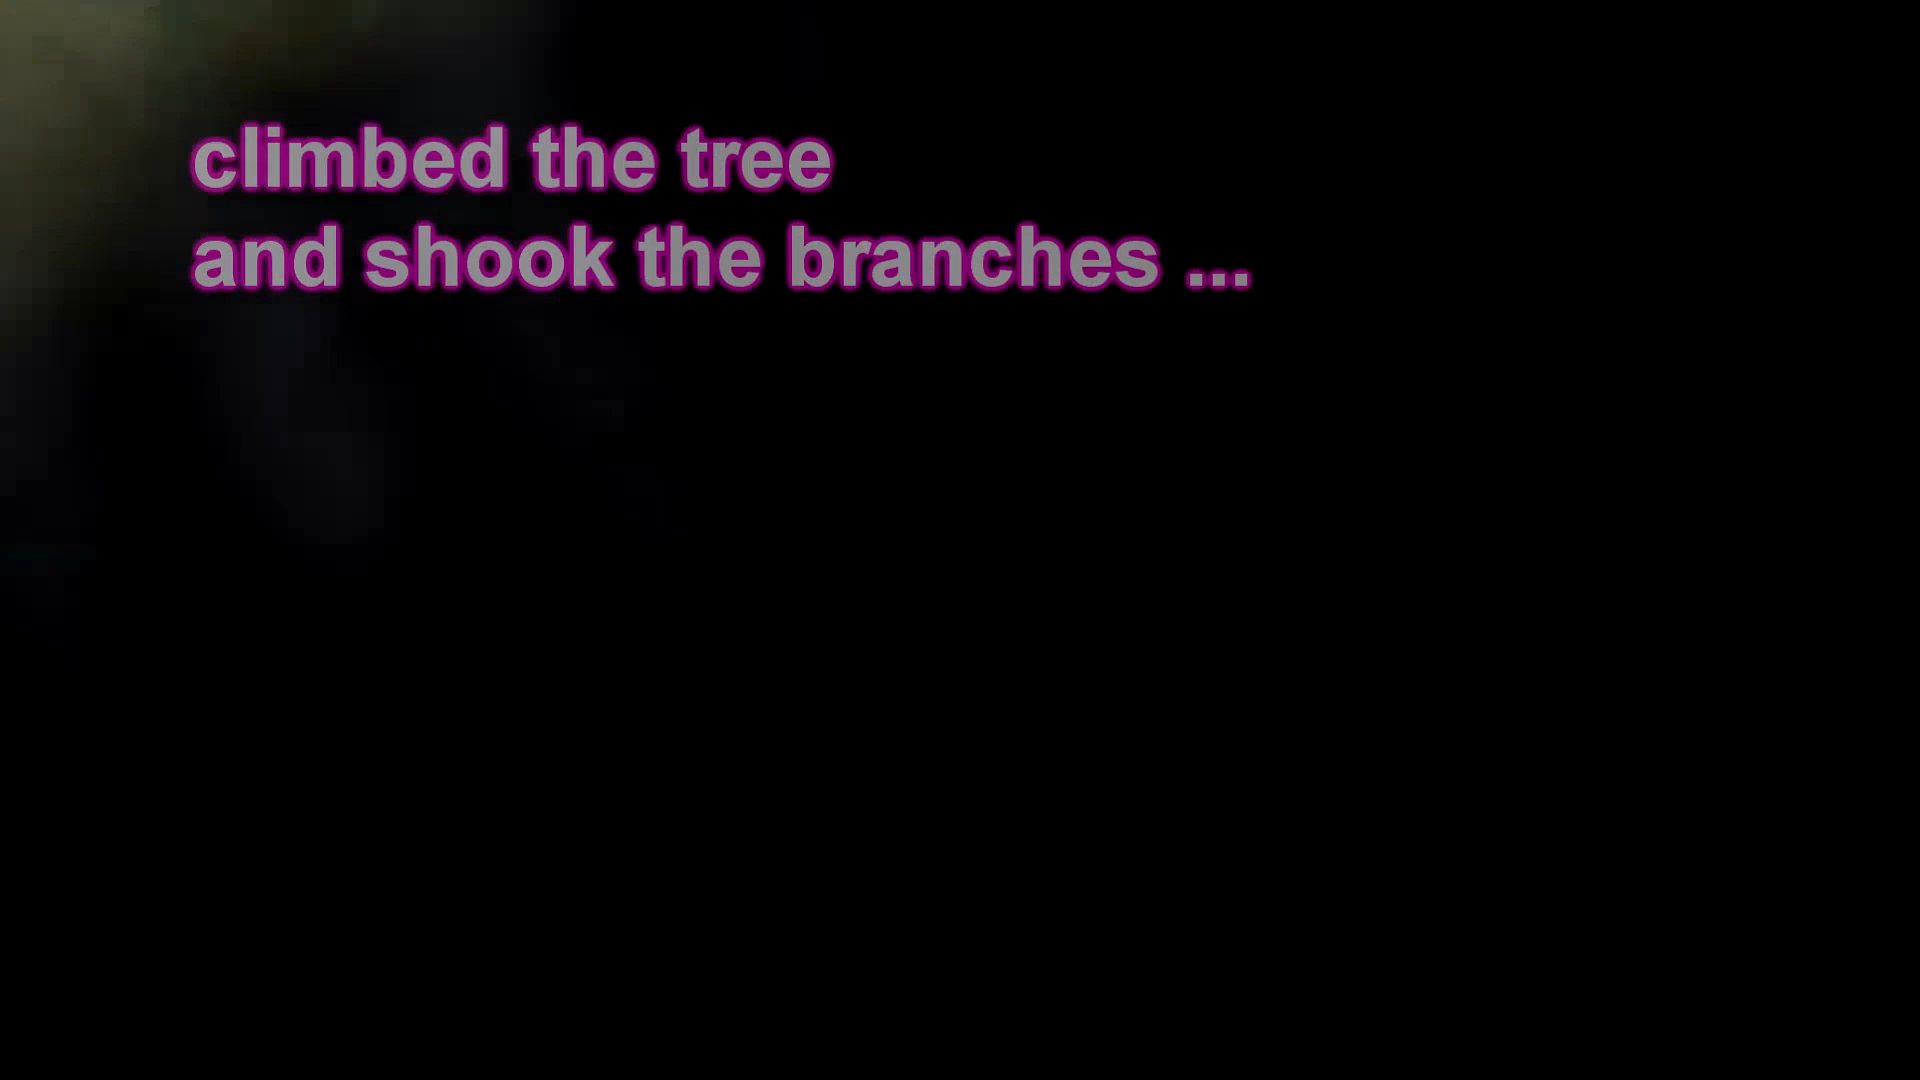 climbed the tree
and shook the branches ...